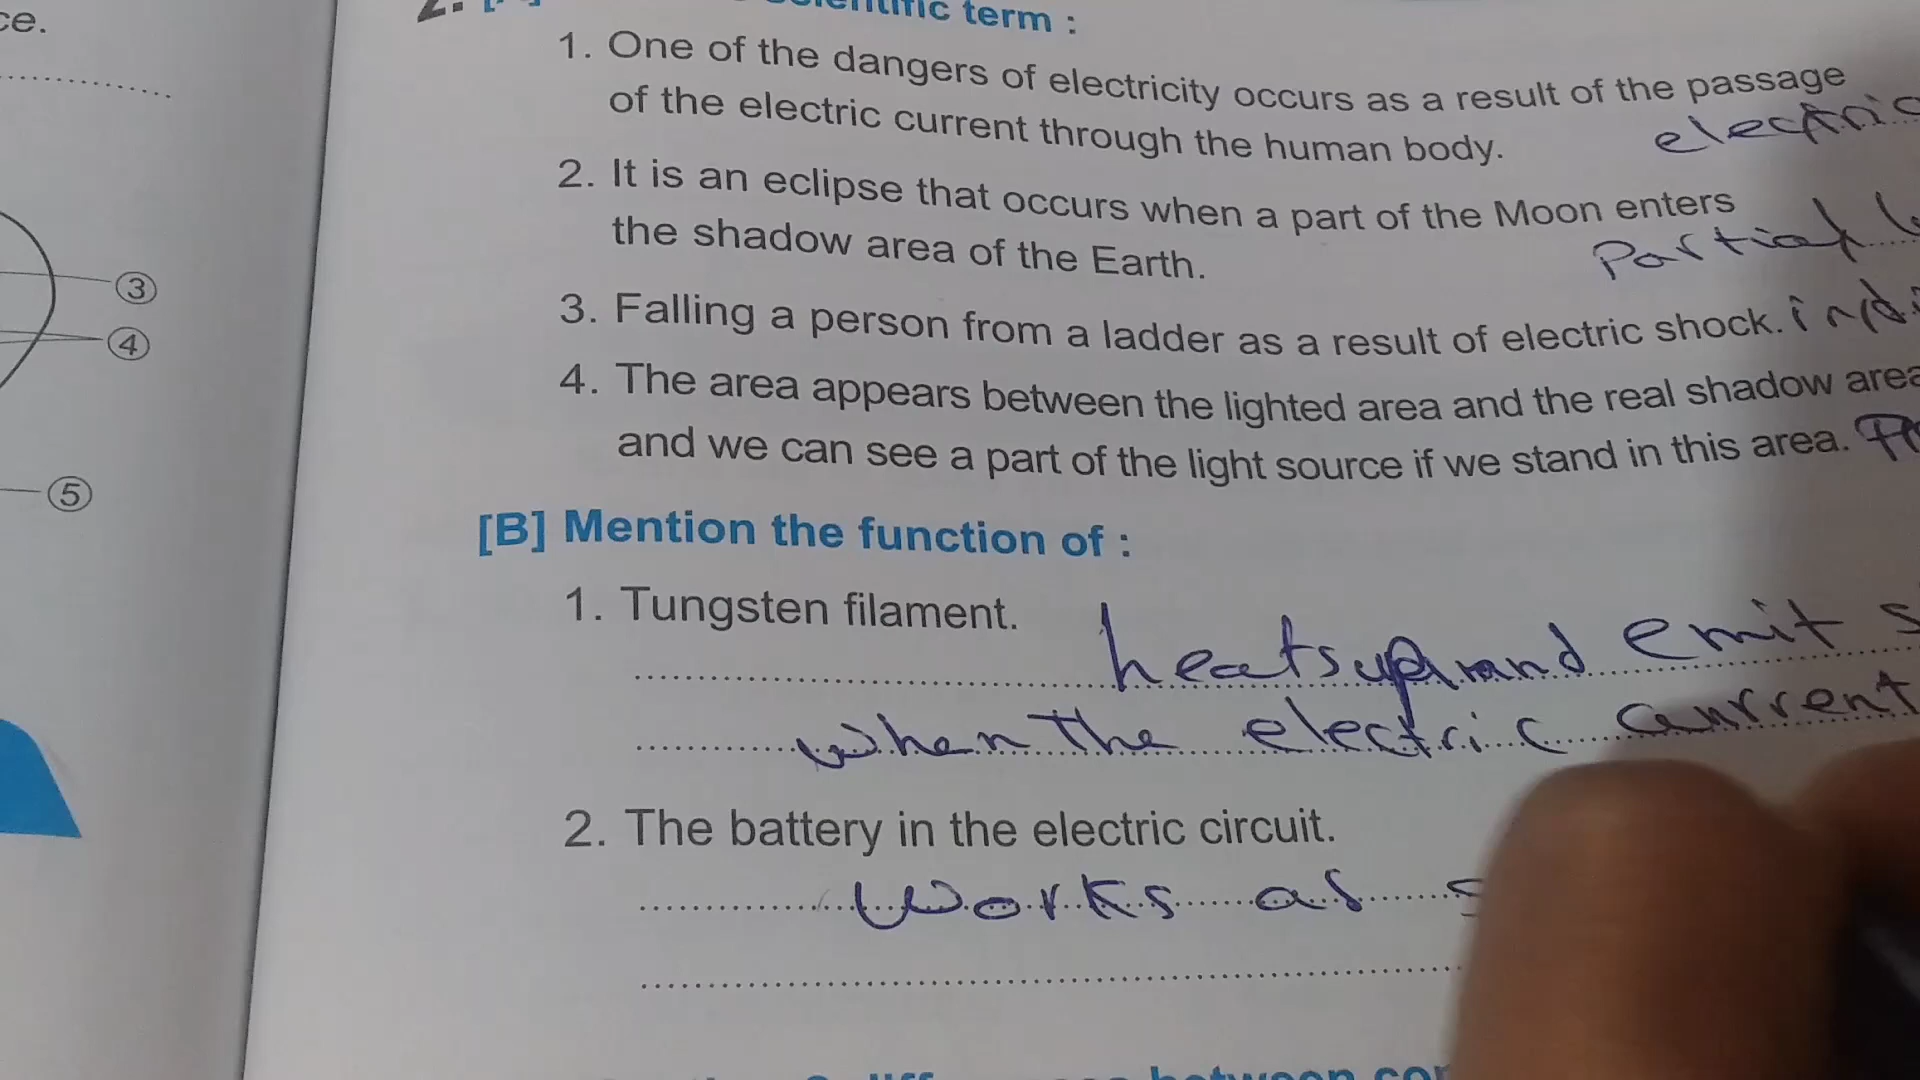 ce.
③
④
⑤
2. scientific term :
1. One of the dangers of electricity occurs as a result of the passage
of the electric current through the human body. electric
2. It is an eclipse that occurs when a part of the Moon enters
the shadow area of the Earth. Partial
3. Falling a person from a ladder as a result of electric shock. indi
4. The area appears between the lighted area and the real shadow area
and we can see a part of the light source if we stand in this area.
[B] Mention the function of :
1. Tungsten filament.
heats up and emit s
when the electric current
2. The battery in the electric circuit.
works as s
between